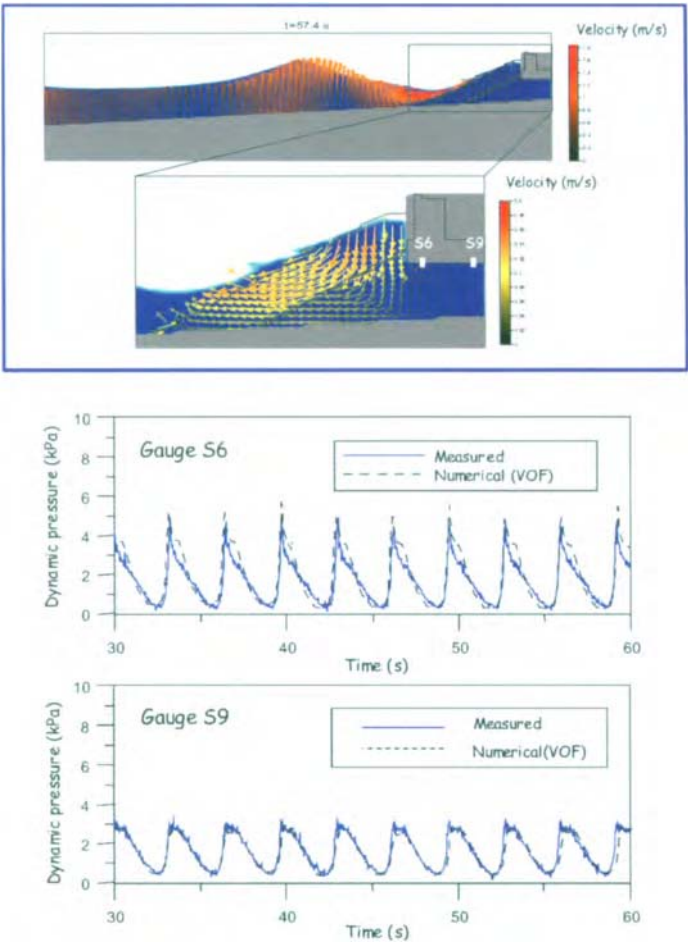 t=57.4 s
Velocity (m/s)
Velocity (m/s)
S6
S9
10
8
6
4
2
0
Dynamic pressure (kPa)
Gauge S6
Measured
Numerical (VOF)
30
40
50
60
Time (s)
10
8
6
4
2
0
Dynamic pressure (kPa)
Gauge S9
Measured
Numerical(VOF)
30
40
50
60
Time (s)